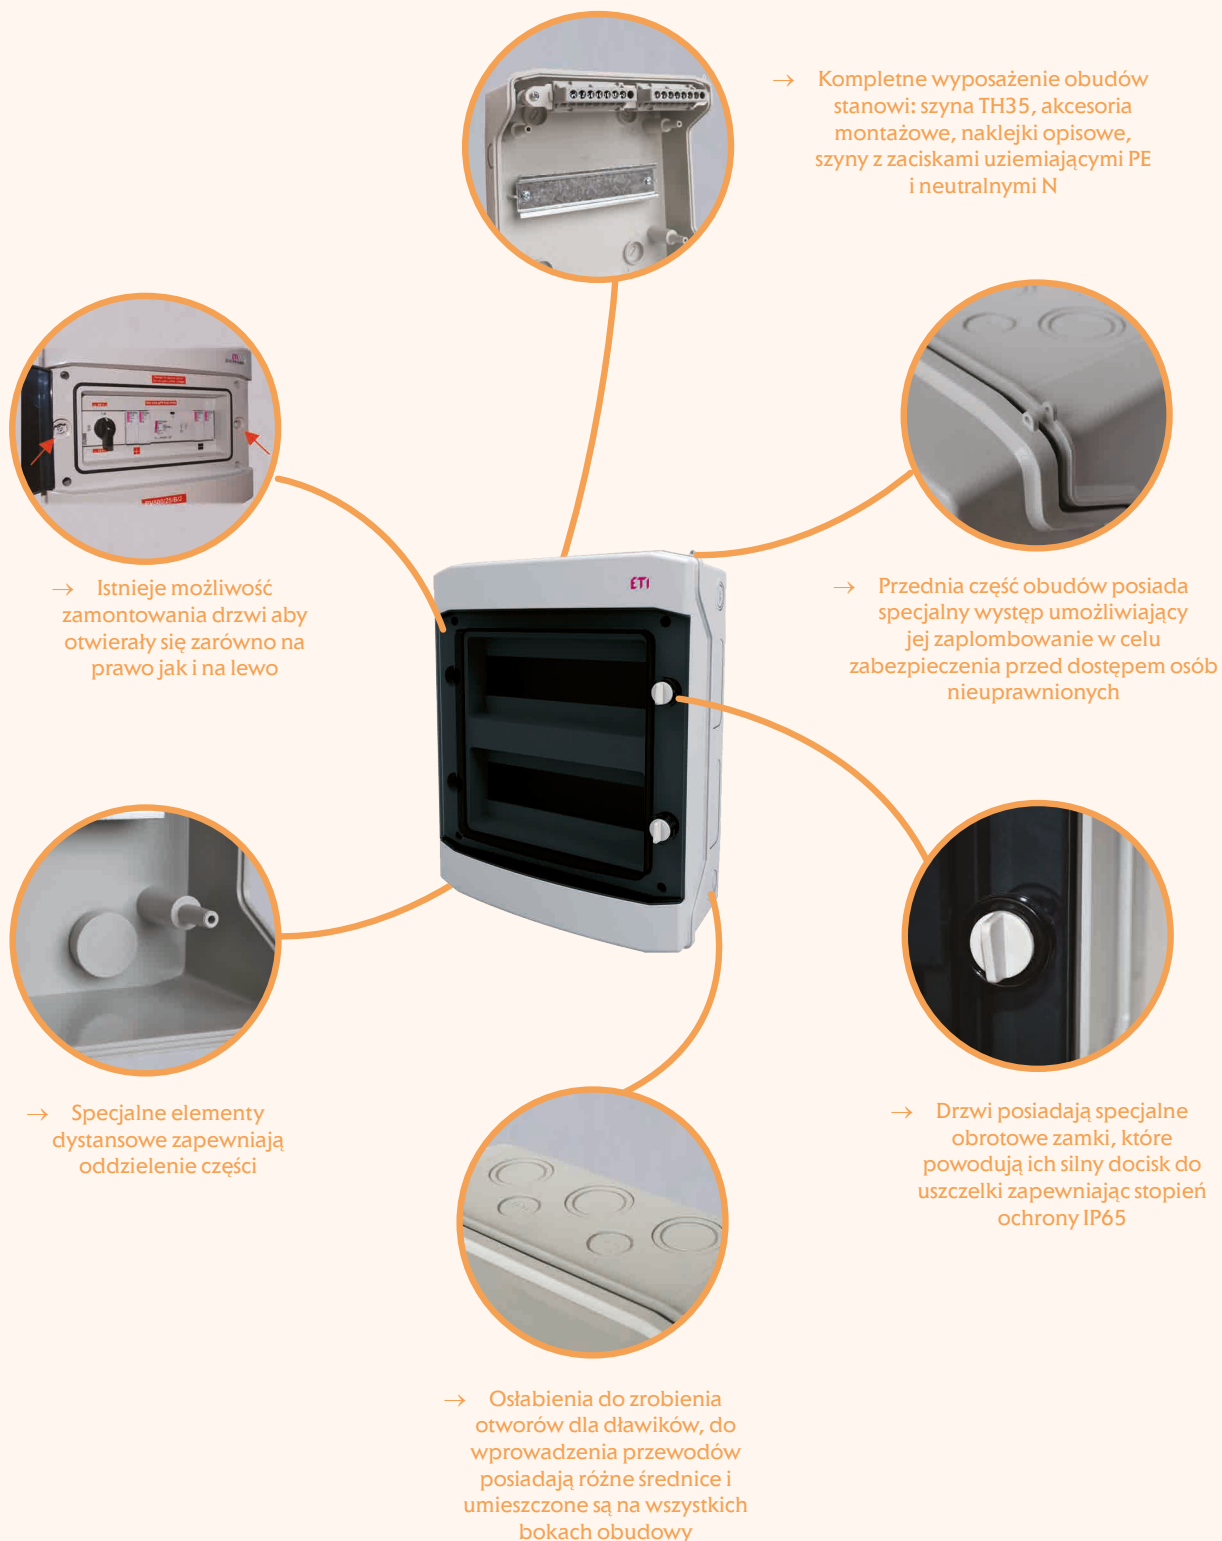 → Kompletne wyposażenie obudów
stanowi: szyna TH35, akcesoria
montażowe, naklejki opisowe,
szyny z zaciskami uziemiającymi PE
i neutralnymi N
→ Istnieje możliwość
zamontowania drzwi aby
otwierały się zarówno na
prawo jak i na lewo
→ Przednia część obudów posiada
specjalny występ umożliwiający
jej zaplombowanie w celu
zabezpieczenia przed dostępem osób
nieuprawnionych
ETI
→ Specjalne elementy
dystansowe zapewniają
oddzielenie części
→ Drzwi posiadają specjalne
obrotowe zamki, które
powodują ich silny docisk do
uszczelki zapewniając stopień
ochrony IP65
→ Osłabienia do zrobienia
otworów dla dławików, do
wprowadzenia przewodów
posiadają różne średnice i
umieszczone są na wszystkich
bokach obudowy